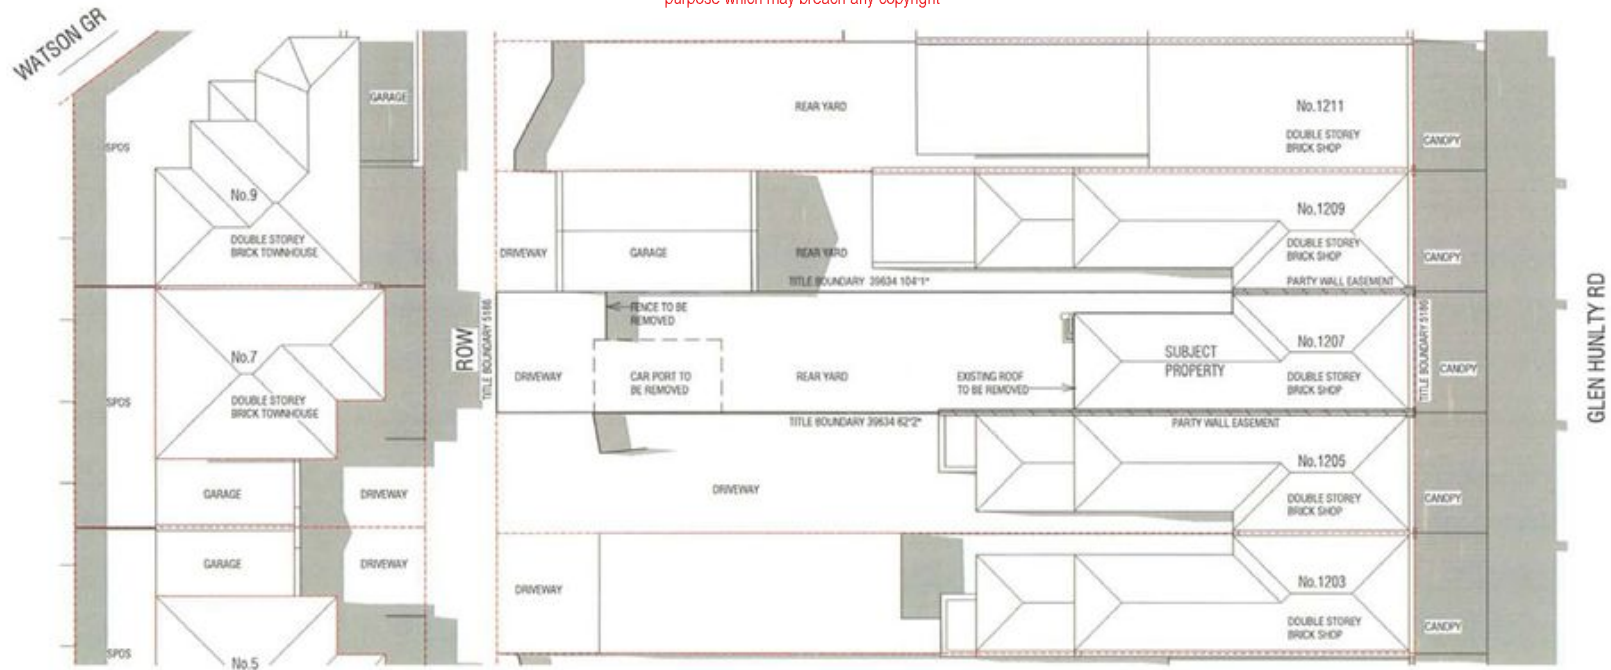 purpose which may breach any copyright
WATSON GR
GARAGE
REAR YARD
No.1211
DOUBLE STOREY
BRICK SHOP
CANOPY
SPOS
No.9
DOUBLE STOREY
BRICK TOWNHOUSE
DRIVEWAY
GARAGE
REAR YARD
No.1209
DOUBLE STOREY
BRICK SHOP
CANOPY
TITLE BOUNDARY 39634 104'1"
PARTY WALL EASEMENT
ROW
TITLE BOUNDARY 5186
FENCE TO BE
REMOVED
No.7
DOUBLE STOREY
BRICK TOWNHOUSE
SPOS
DRIVEWAY
CAR PORT TO
BE REMOVED
REAR YARD
EXISTING ROOF
TO BE REMOVED
SUBJECT
PROPERTY
No.1207
DOUBLE STOREY
BRICK SHOP
TITLE BOUNDARY 5186
CANOPY
GLEN HUNLTY RD
TITLE BOUNDARY 39634 62'2"
PARTY WALL EASEMENT
GARAGE
DRIVEWAY
DRIVEWAY
No.1205
DOUBLE STOREY
BRICK SHOP
CANOPY
GARAGE
DRIVEWAY
DRIVEWAY
No.1203
DOUBLE STOREY
BRICK SHOP
CANOPY
SPOS
No.5